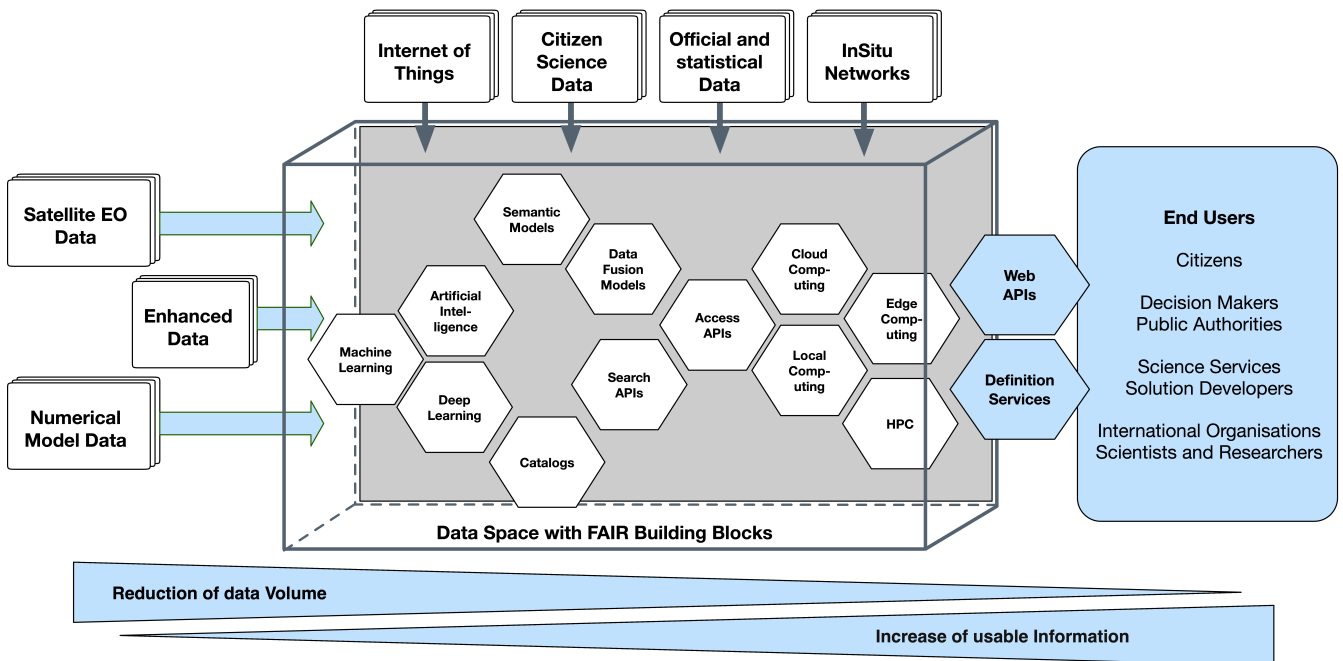 Internet of
Things
Citizen
Science
Data
Official and
statistical
Data
InSitu
Networks
Satellite EO
Data
Enhanced
Data
Numerical
Model Data
Semantic
Models
Data
Fusion
Models
Artificial
Intel-
ligence
Machine
Learning
Deep
Learning
Catalogs
Search
APIs
Access
APIs
Cloud
Comp-
uting
Local
Comp-
uting
Edge
Comp-
uting
HPC
Web
APIs
Definition
Services
End Users
Citizens
Decision Makers
Public Authorities
Science Services
Solution Developers
International Organisations
Scientists and Researchers
Data Space with FAIR Building Blocks
Reduction of data Volume
Increase of usable Information